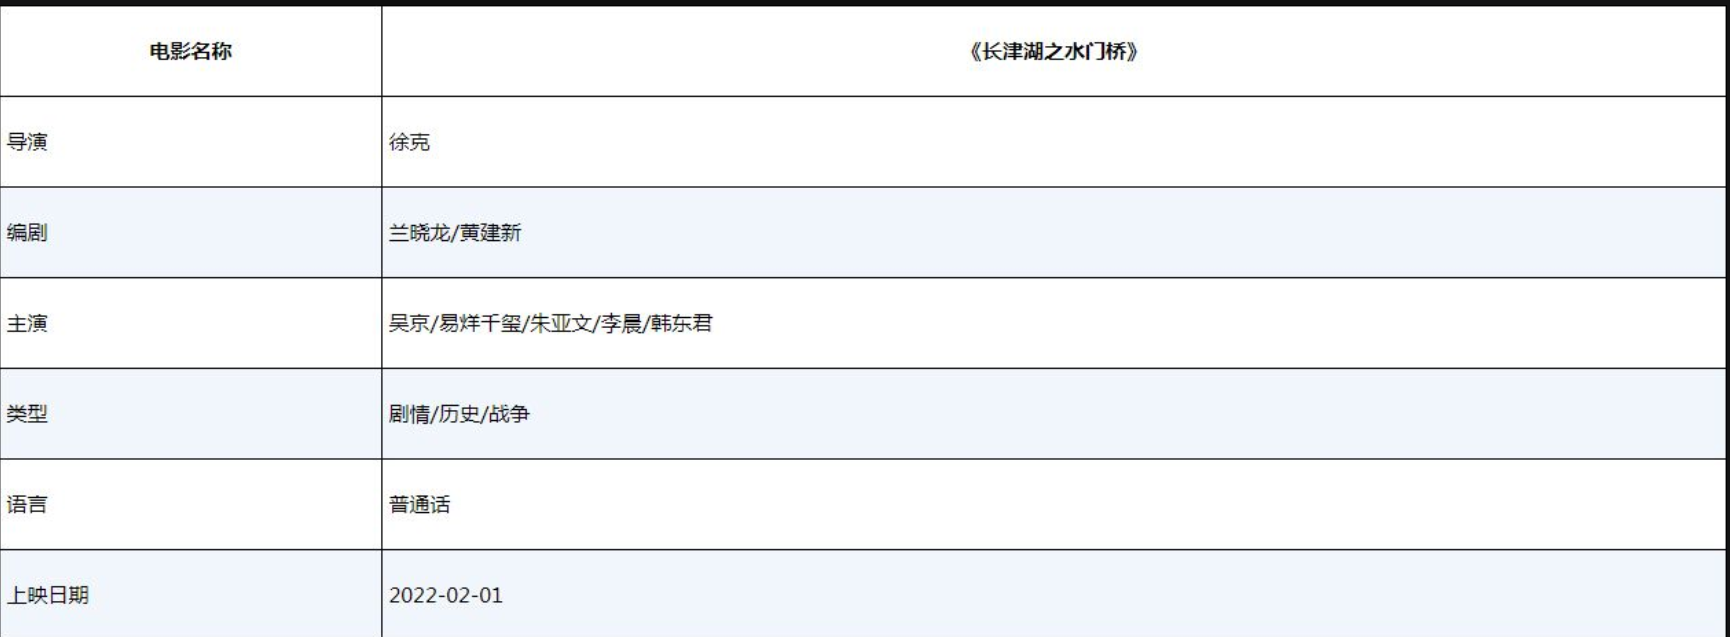 电影名称 《长津湖之水门桥》
导演 徐克
编剧 兰晓龙/黄建新
主演 吴京/易烊千玺/朱亚文/李晨/韩东君
类型 剧情/历史/战争
语言 普通话
上映日期 2022-02-01